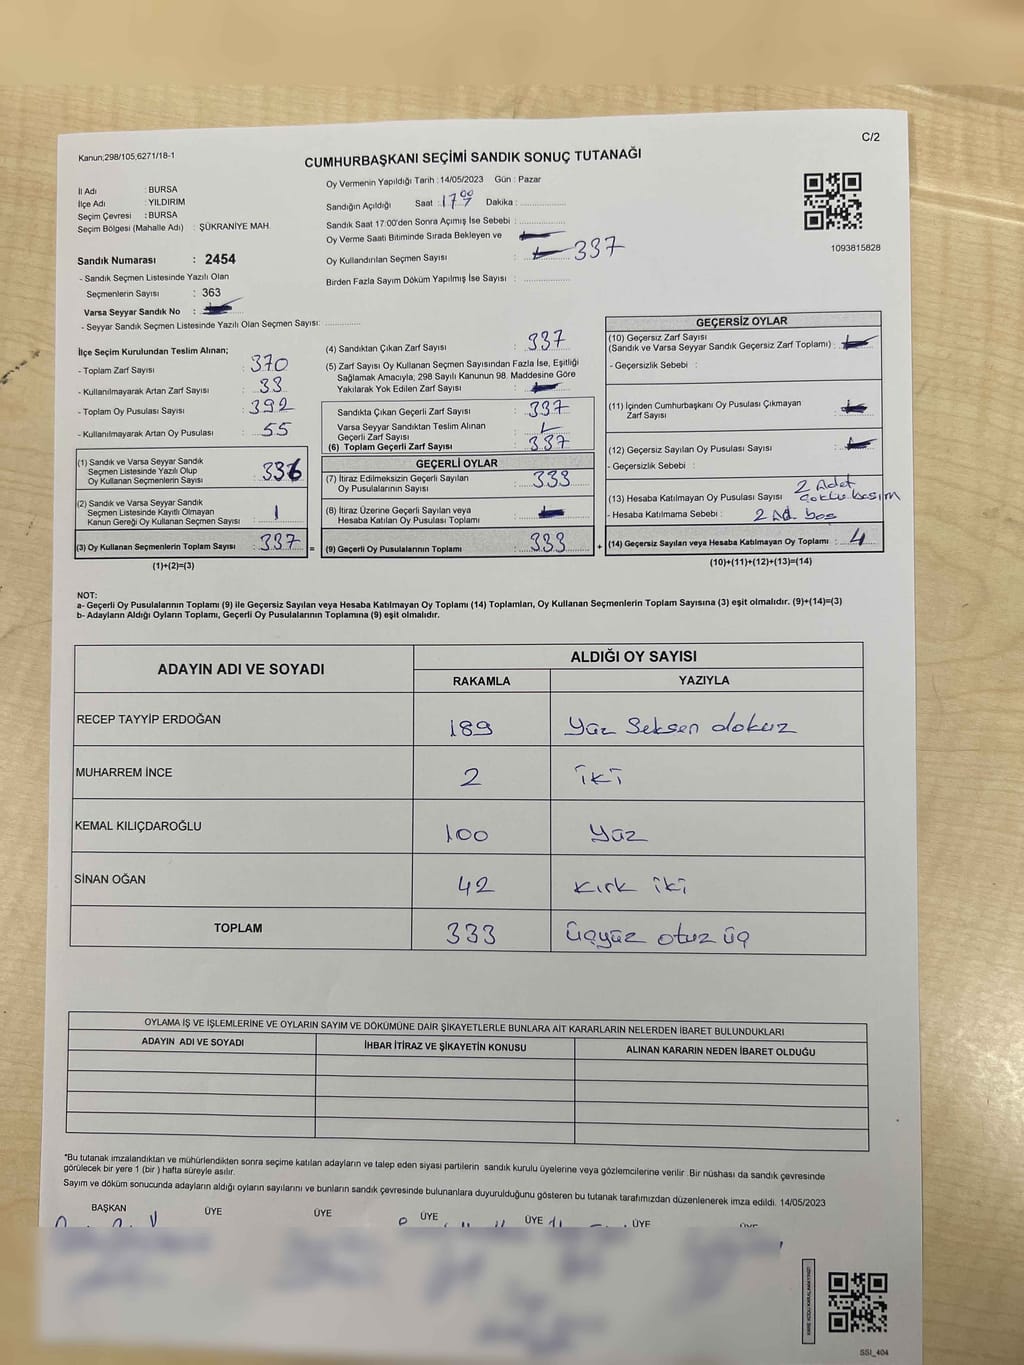 C/2
Kanun;298/105;6271/18-1
CUMHURBAŞKANI SEÇİMİ SANDIK SONUÇ TUTANAĞI
İl Adı : BURSA
İlçe Adı : YILDIRIM
Seçim Çevresi : BURSA
Seçim Bölgesi (Mahalle Adı) : ŞÜKRANİYE MAH.
Sandık Numarası : 2454
- Sandık Seçmen Listesinde Yazılı Olan
Seçmenlerin Sayısı : 363
Varsa Seyyar Sandık No :
- Seyyar Sandık Seçmen Listesinde Yazılı Olan Seçmen Sayısı:
Oy Vermenin Yapıldığı Tarih : 14/05/2023 Gün : Pazar
Sandığın Açıldığı Saat : 17 00 Dakika :
Sandık Saat 17:00'den Sonra Açımış İse Sebebi :
Oy Verme Saati Bitiminde Sırada Bekleyen ve
Oy Kullandırılan Seçmen Sayısı : 337
Birden Fazla Sayım Döküm Yapılmış İse Sayısı :
1093815828
İlçe Seçim Kurulundan Teslim Alınan;
- Toplam Zarf Sayısı : 370
- Kullanılmayarak Artan Zarf Sayısı : 33
- Toplam Oy Pusulası Sayısı : 392
- Kullanılmayarak Artan Oy Pusulası : 55
(1) Sandık ve Varsa Seyyar Sandık
Seçmen Listesinde Yazılı Olup
Oy Kullanan Seçmenlerin Sayısı : 336
(2) Sandık ve Varsa Seyyar Sandık
Seçmen Listesinde Kayıtlı Olmayan
Kanun Gereği Oy Kullanan Seçmen Sayısı : 1
(3) Oy Kullanan Seçmenlerin Toplam Sayısı : 337 =
(1)+(2)=(3)
(4) Sandıktan Çıkan Zarf Sayısı : 337
(5) Zarf Sayısı Oy Kullanan Seçmen Sayısından Fazla İse, Eşitliği
Sağlamak Amacıyla; 298 Sayılı Kanunun 98. Maddesine Göre
Yakılarak Yok Edilen Zarf Sayısı :
Sandıkta Çıkan Geçerli Zarf Sayısı : 337
Varsa Seyyar Sandıktan Teslim Alınan
Geçerli Zarf Sayısı :
(6) Toplam Geçerli Zarf Sayısı : 337
GEÇERLİ OYLAR
(7) İtiraz Edilmeksizin Geçerli Sayılan
Oy Pusulalarının Sayısı : 333
(8) İtiraz Üzerine Geçerli Sayılan veya
Hesaba Katılan Oy Pusulası Toplamı :
(9) Geçerli Oy Pusulalarının Toplamı : 333 +
GEÇERSİZ OYLAR
(10) Geçersiz Zarf Sayısı
(Sandık ve Varsa Seyyar Sandık Geçersiz Zarf Toplamı) :
- Geçersizlik Sebebi :
(11) İçinden Cumhurbaşkanı Oy Pusulası Çıkmayan
Zarf Sayısı :
(12) Geçersiz Sayılan Oy Pusulası Sayısı :
- Geçersizlik Sebebi :
(13) Hesaba Katılmayan Oy Pusulası Sayısı 2 Adet çoklu basım
- Hesaba Katılmama Sebebi : 2 Ad. boş
(14) Geçersiz Sayılan veya Hesaba Katılmayan Oy Toplamı : 4
(10)+(11)+(12)+(13)=(14)
NOT:
a- Geçerli Oy Pusulalarının Toplamı (9) ile Geçersiz Sayılan veya Hesaba Katılmayan Oy Toplamı (14) Toplamları, Oy Kullanan Seçmenlerin Toplam Sayısına (3) eşit olmalıdır. (9)+(14)=(3)
b- Adayların Aldığı Oyların Toplamı, Geçerli Oy Pusulalarının Toplamına (9) eşit olmalıdır.
ADAYIN ADI VE SOYADI
ALDIĞI OY SAYISI
RAKAMLA YAZIYLA
RECEP TAYYİP ERDOĞAN 189 Yüz Seksen dokuz
MUHARREM İNCE 2 iki
KEMAL KILIÇDAROĞLU 100 Yüz
SİNAN OĞAN 42 kırk iki
TOPLAM 333 üçyüz otuz üç
OYLAMA İŞ VE İŞLEMLERİNE VE OYLARIN SAYIM VE DÖKÜMÜNE DAİR ŞİKAYETLERLE BUNLARA AİT KARARLARIN NELERDEN İBARET BULUNDUKLARI
ADAYIN ADI VE SOYADI İHBAR İTİRAZ VE ŞİKAYETİN KONUSU ALINAN KARARIN NEDEN İBARET OLDUĞU
*Bu tutanak imzalandıktan ve mühürlendikten sonra seçime katılan adayların ve talep eden siyasi partilerin sandık kurulu üyelerine veya gözlemcilerine verilir. Bir nüshası da sandık çevresinde
görülecek bir yere 1 (bir ) hafta süreyle asılır.
Sayım ve döküm sonucunda adayların aldığı oyların sayılarını ve bunların sandık çevresinde bulunanlara duyurulduğunu gösteren bu tutanak tarafımızdan düzenlenerek imza edildi. 14/05/2023
BAŞKAN ÜYE ÜYE ÜYE ÜYE ÜYE ÜYE
SSI_404